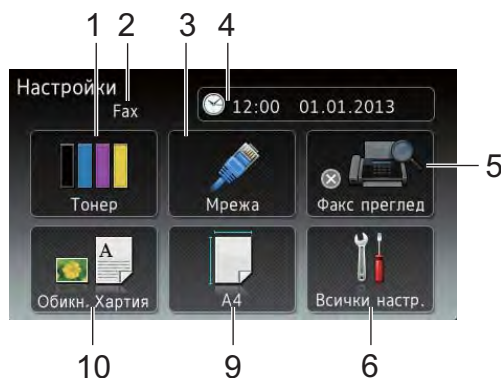 1 2 3 4
Настройки
Fax
12:00 01.01.2013
5
Тонер Мрежа Факс преглед
A
Обикн. Хартия A4 Всички настр.
10 9 6